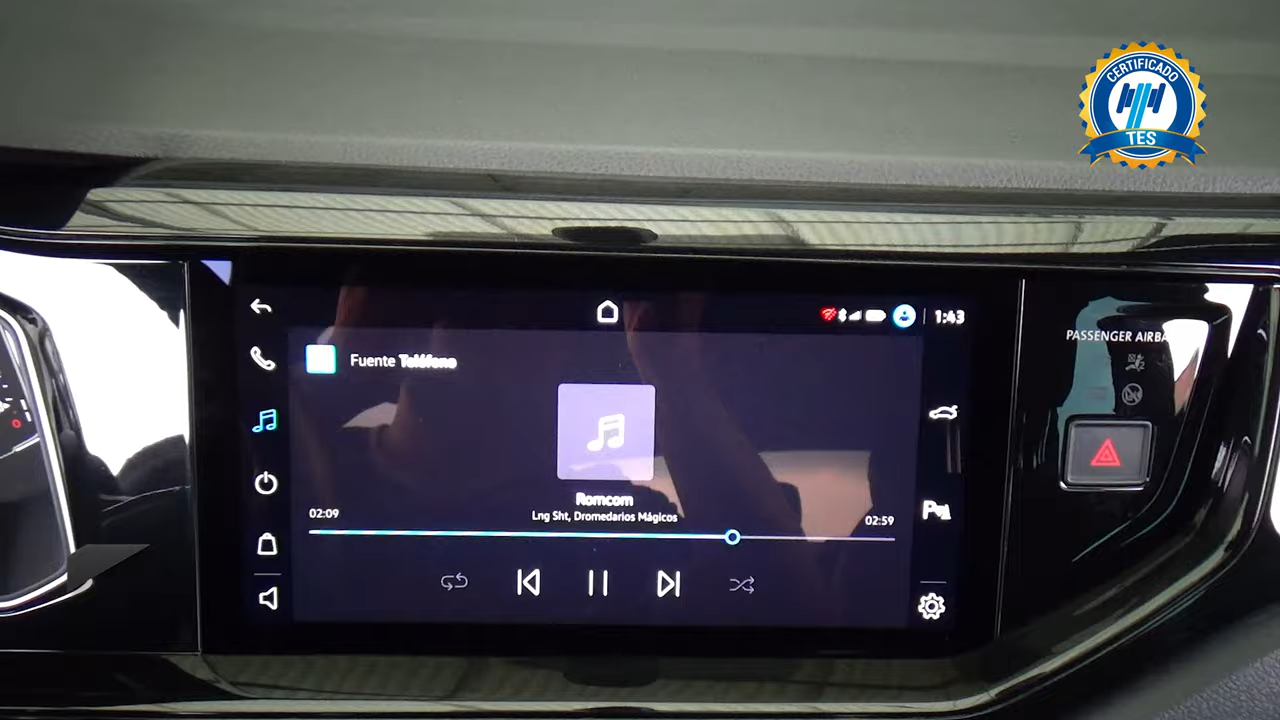 CERTIFICADO
TES
1:43
PASSENGER AIRBA
Fuente Teléfono
Romcom
Lng Sht, Dromedarios Mágicos
02:09
02:59